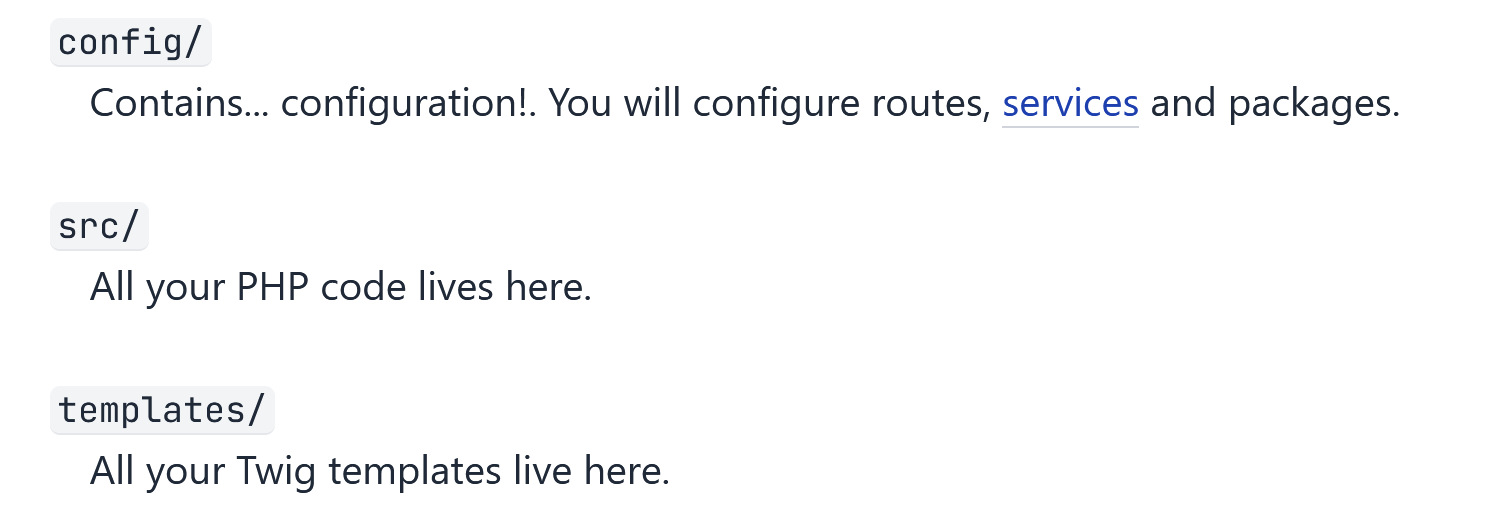 config/
Contains... configuration!. You will configure routes, services and packages.
src/
All your PHP code lives here.
templates/
All your Twig templates live here.